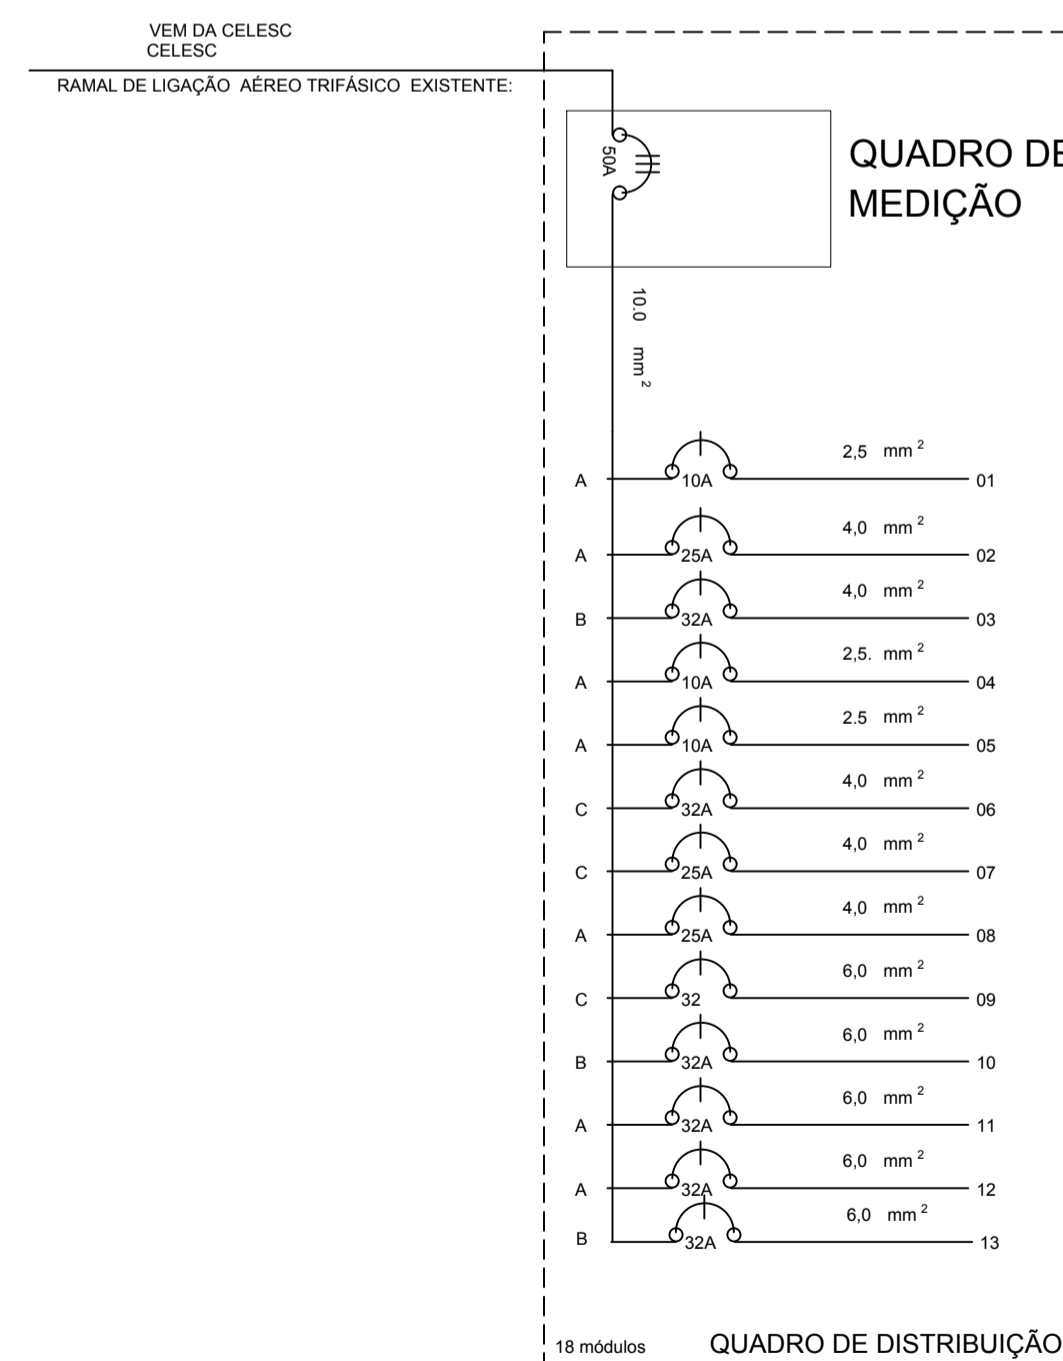 VEM DA CELESC
CELESC
RAMAL DE LIGAÇÃO AÉREO TRIFÁSICO EXISTENTE:
50A
QUADRO DE
MEDIÇÃO
10.0 mm 2
2,5 mm 2
A 10A 01
4,0 mm 2
A 25A 02
4,0 mm 2
B 32A 03
2,5. mm 2
A 10A 04
2.5 mm 2
A 10A 05
4,0 mm 2
C 32A 06
4,0 mm 2
C 25A 07
4,0 mm 2
A 25A 08
6,0 mm 2
C 32 09
6,0 mm 2
B 32A 10
6,0 mm 2
A 32A 11
6,0 mm 2
A 32A 12
6,0 mm 2
B 32A 13
18 módulos QUADRO DE DISTRIBUIÇÃO